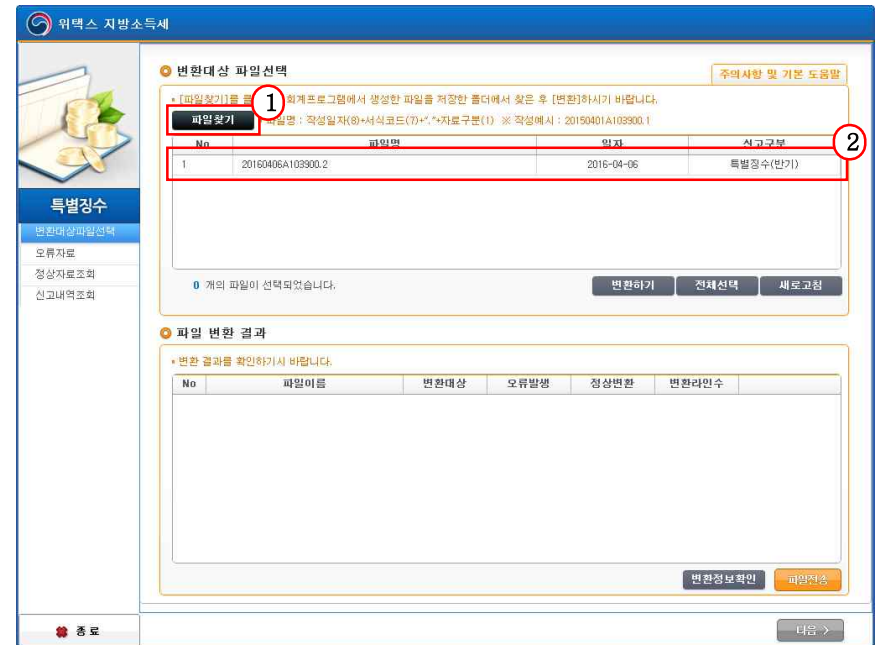 위택스 지방소득세
변환대상 파일선택
주의사항 및 기본 도움말
[파일찾기]를 회계프로그램에서 생성한 파일을 저장한 폴더에서 찾은 후 [변환]하시기 바랍니다.
1
파일찾기
파일명 : 작성일자(8)+서식코드(7)+"."+자료구분(1) ※ 작성예시 : 20150401A103900.1
2
No 파일명 일자 신고구분
1 20160406A103900.2 2016-04-06 특별징수(반기)
특별징수
변환대상파일선택
오류자료
정상자료조회
신고내역조회
0 개의 파일이 선택되었습니다.
변환하기 전체선택 새로고침
파일 변환 결과
변환 결과를 확인하기시 바랍니다.
No 파일이름 변환대상 오류발생 정상변환 변환라인수
변환정보확인 파일전송
종료
다음 >